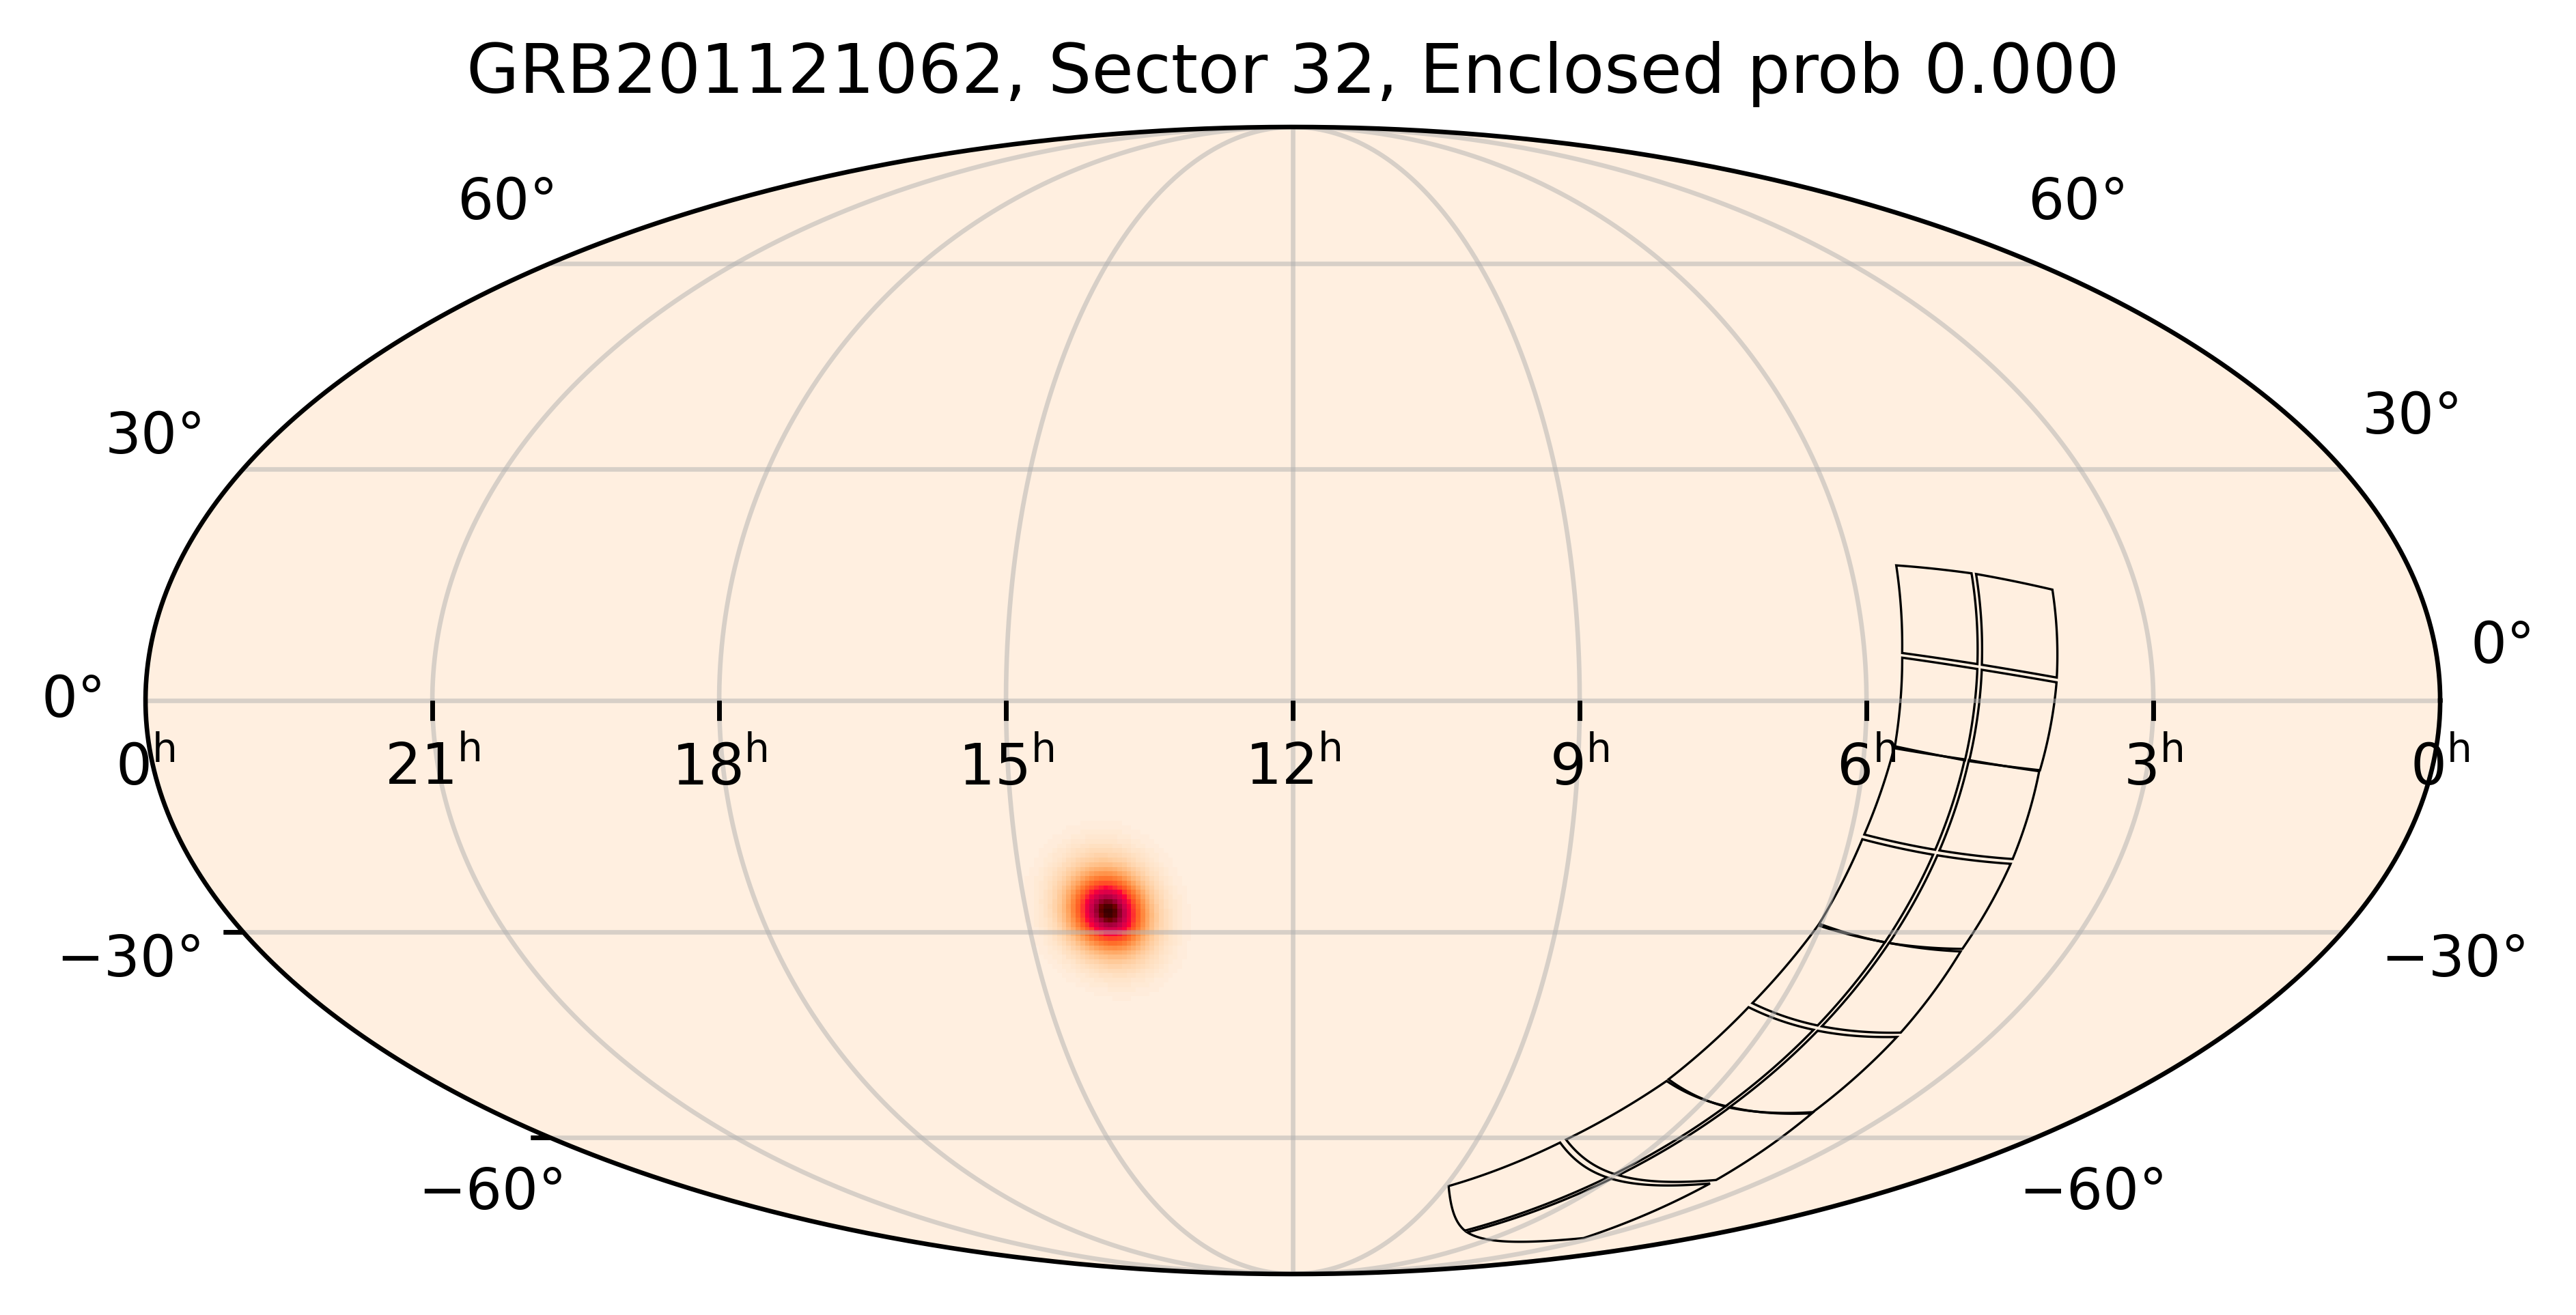 GRB201121062, Sector 32, Enclosed prob 0.000
60° 60°
30° 30°
0° 0°
0h 21h 18h 15h 12h 9h 6h 3h 0h
−30° −30°
−60° −60°